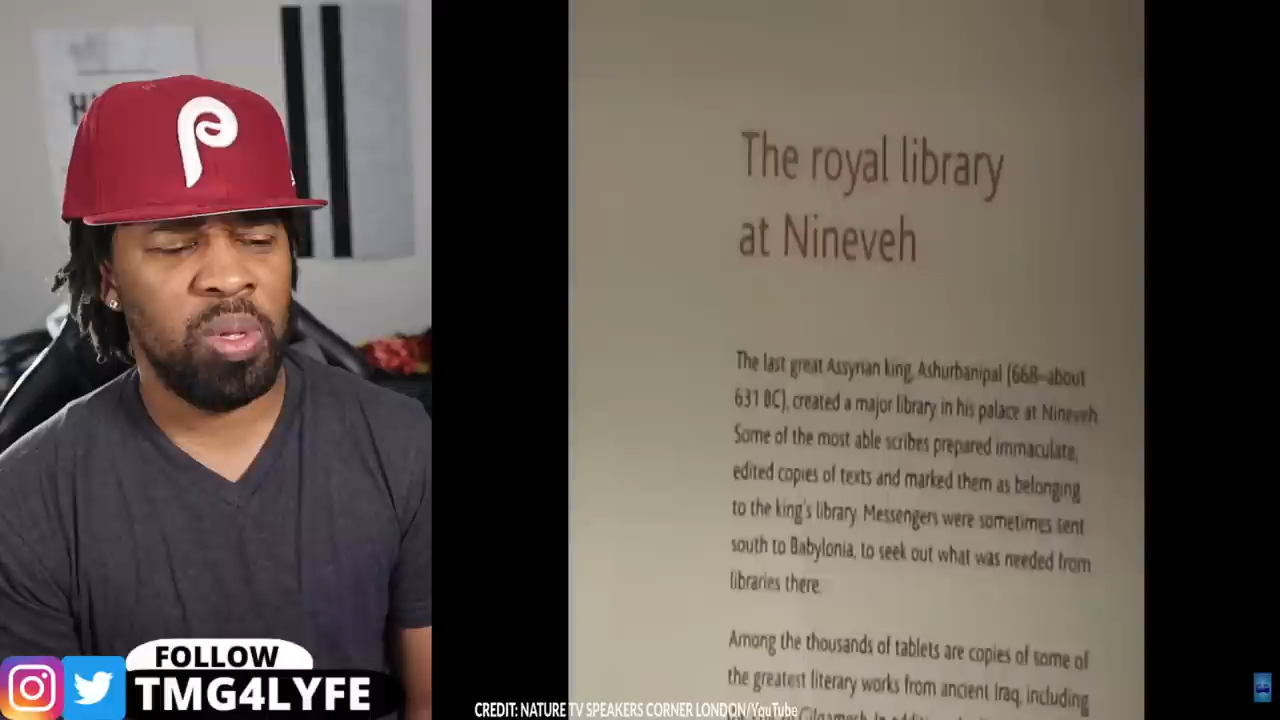 P
The royal library
at Nineveh
The last great Assyrian king, Ashurbanipal (668–about
631 BC), created a major library in his palace at Nineveh.
Some of the most able scribes prepared immaculate,
edited copies of texts and marked them as belonging
to the king's library. Messengers were sometimes sent
south to Babylonia, to seek out what was needed from
libraries there.
Among the thousands of tablets are copies of some of
the greatest literary works from ancient Iraq, including
Gilgamesh. In
FOLLOW
TMG4LYFE
CREDIT: NATURE TV SPEAKERS CORNER LONDON/YouTube